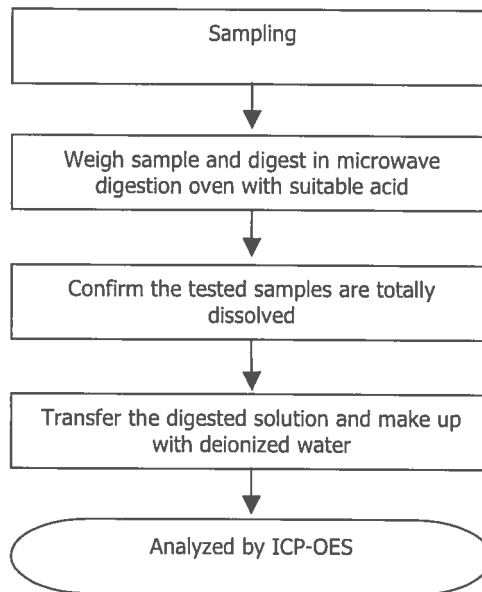 Sampling
Weigh sample and digest in microwave
digestion oven with suitable acid
Confirm the tested samples are totally
dissolved
Transfer the digested solution and make up
with deionized water
Analyzed by ICP-OES